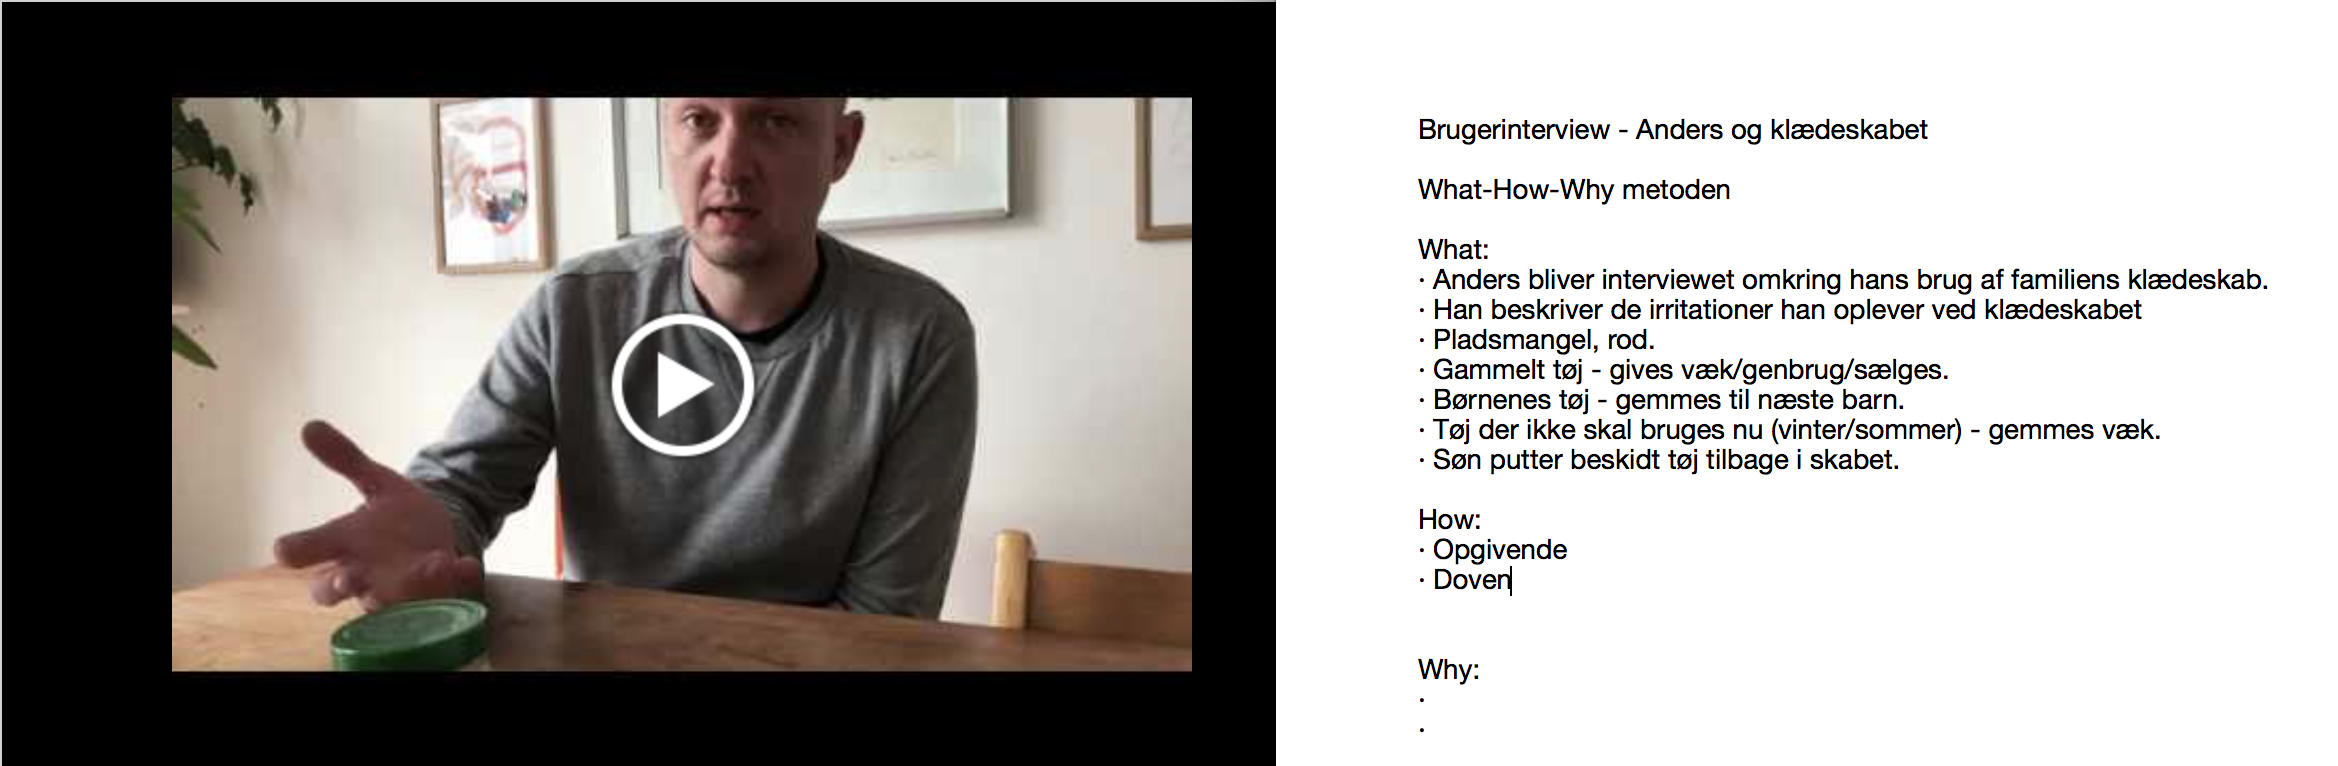 Brugerinterview - Anders og klædeskabet
What-How-Why metoden
What:
· Anders bliver interviewet omkring hans brug af familiens klædeskab.
· Han beskriver de irritationer han oplever ved klædeskabet
· Pladsmangel, rod.
· Gammelt tøj - gives væk/genbrug/sælges.
· Børnenes tøj - gemmes til næste barn.
· Tøj der ikke skal bruges nu (vinter/sommer) - gemmes væk.
· Søn putter beskidt tøj tilbage i skabet.
How:
· Opgivende
· Doven
Why:
·
·